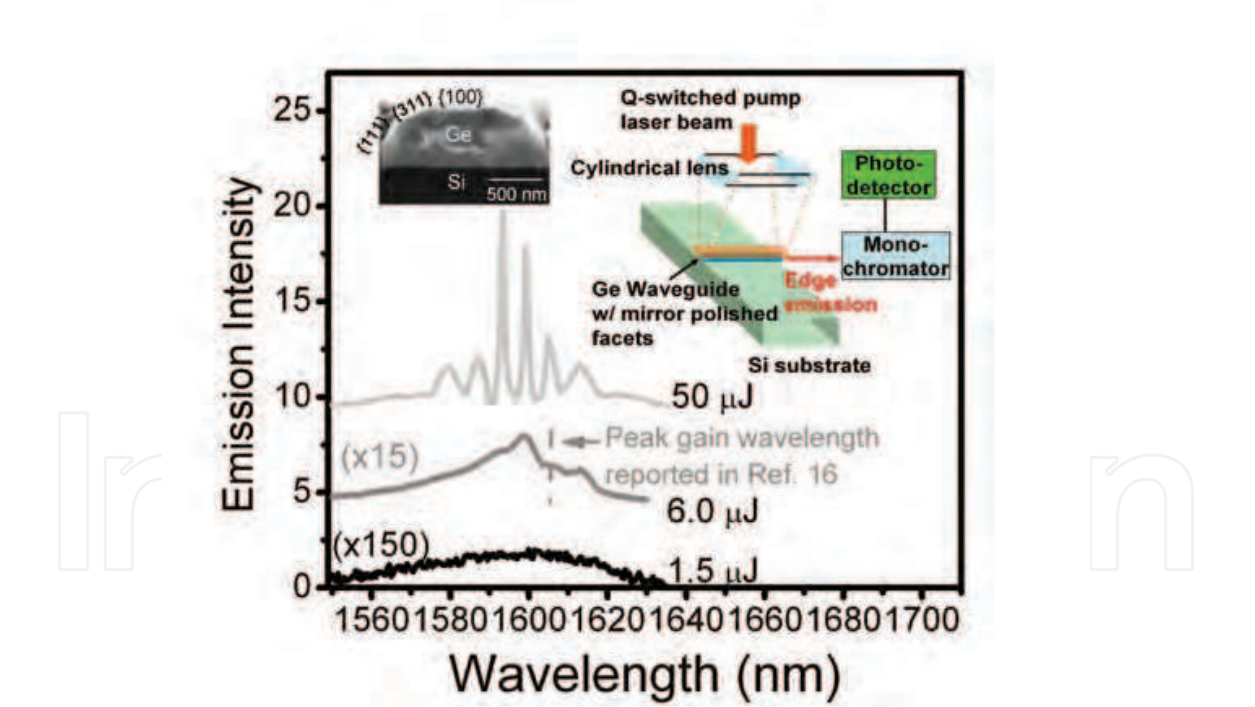 {111} {311} {100}
Ge
Si
500 nm
Q-switched pump
laser beam
Cylindrical lens
Photo-
detector
Mono-
chromator
Edge
emission
Ge Waveguide
w/ mirror polished
facets
Si substrate
25
20
15
10
5
0
Emission Intensity
50 µJ
Peak gain wavelength
reported in Ref. 16
(x15)
6.0 µJ
(x150)
1.5 µJ
1560 1580 1600 1620 1640 1660 1680 1700
Wavelength (nm)